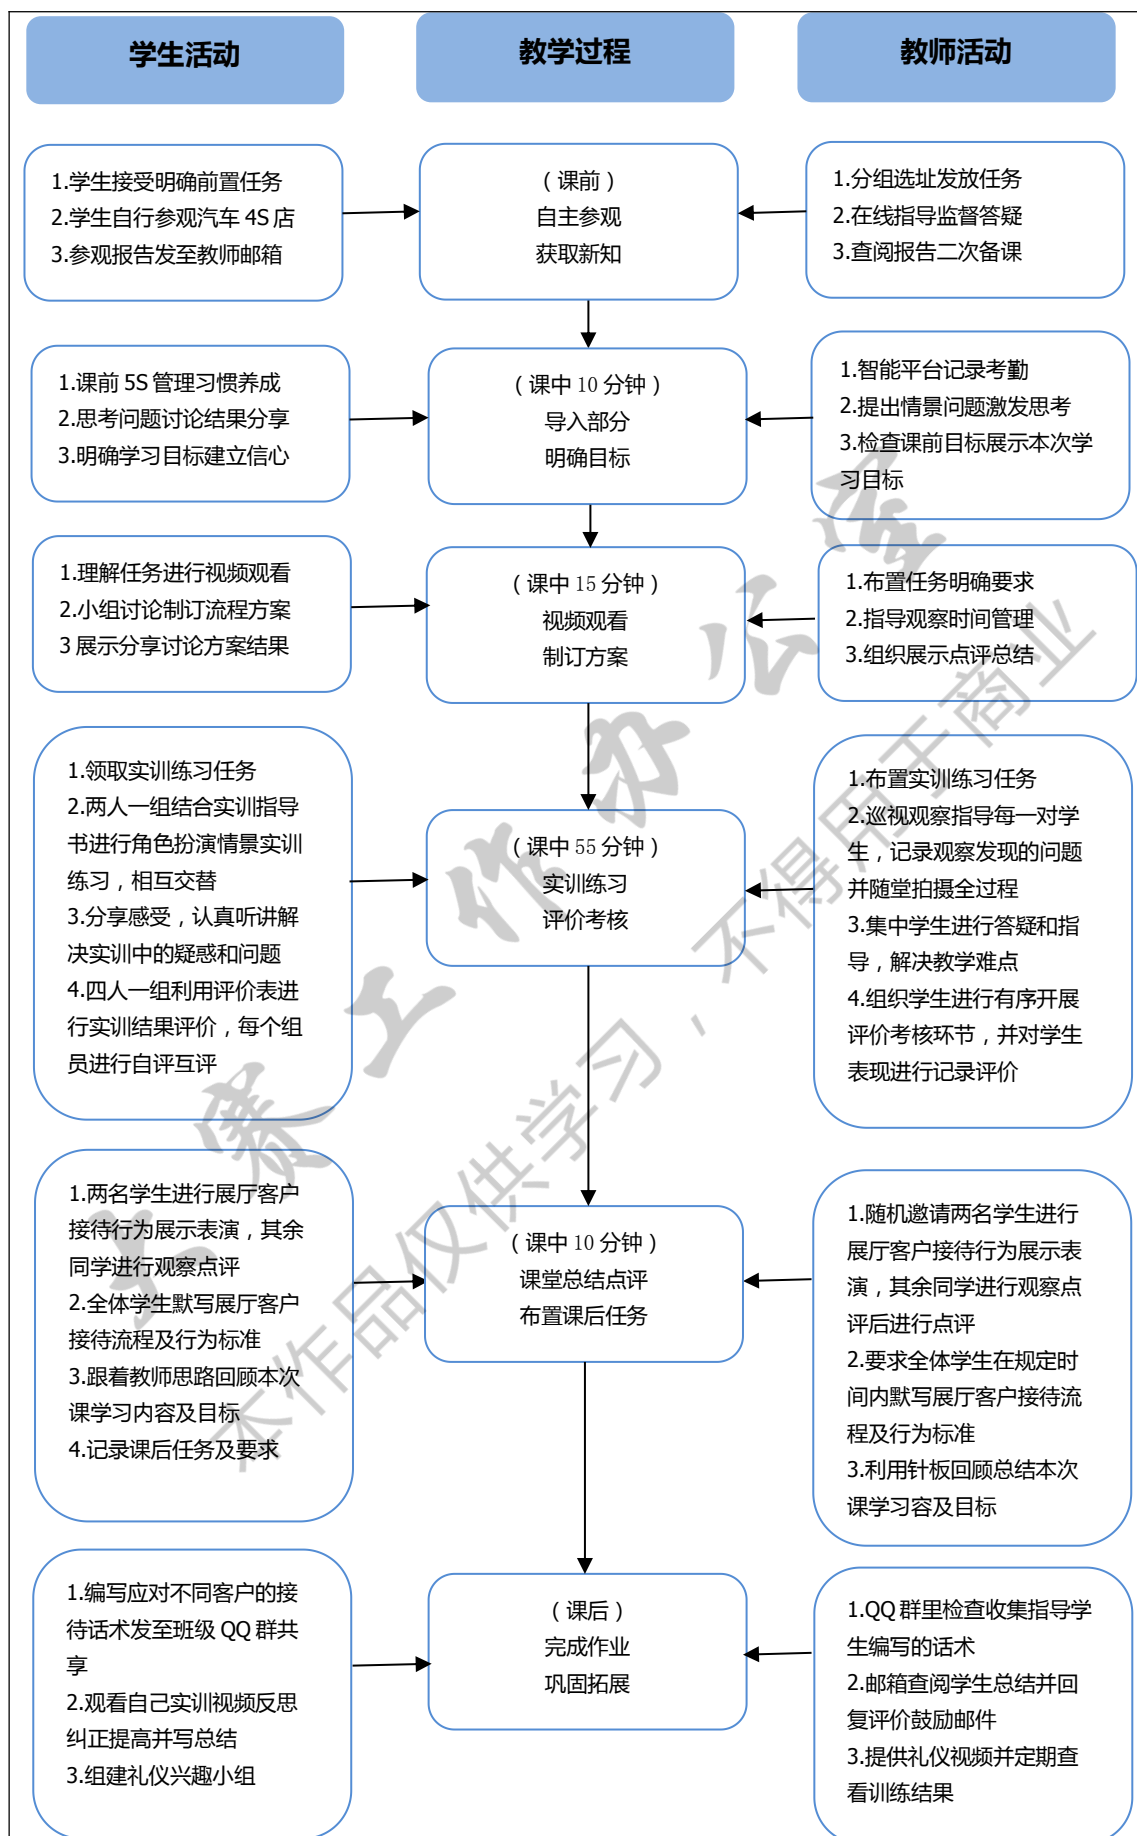 学生活动
教学过程
教师活动
1.学生接受明确前置任务
2.学生自行参观汽车 4S 店
3.参观报告发至教师邮箱
（课前）
自主参观
获取新知
1.分组选址发放任务
2.在线指导监督答疑
3.查阅报告二次备课
1.课前 5S 管理习惯养成
2.思考问题讨论结果分享
3.明确学习目标建立信心
（课中 10 分钟）
导入部分
明确目标
1.智能平台记录考勤
2.提出情景问题激发思考
3.检查课前目标展示本次学
习目标
1.理解任务进行视频观看
2.小组讨论制订流程方案
3 展示分享讨论方案结果
（课中 15 分钟）
视频观看
制订方案
1.布置任务明确要求
2.指导观察时间管理
3.组织展示点评总结
1.领取实训练习任务
2.两人一组结合实训指导
书进行角色扮演情景实训
练习，相互交替
3.分享感受，认真听讲解
决实训中的疑惑和问题
4.四人一组利用评价表进
行实训结果评价，每个组
员进行自评互评
（课中 55 分钟）
实训练习
评价考核
1.布置实训练习任务
2.巡视观察指导每一对学
生，记录观察发现的问题
并随堂拍摄全过程
3.集中学生进行答疑和指
导，解决教学难点
4.组织学生进行有序开展
评价考核环节，并对学生
表现进行记录评价
1.两名学生进行展厅客户
接待行为展示表演，其余
同学进行观察点评
2.全体学生默写展厅客户
接待流程及行为标准
3.跟着教师思路回顾本次
课学习内容及目标
4.记录课后任务及要求
（课中 10 分钟）
课堂总结点评
布置课后任务
1.随机邀请两名学生进行
展厅客户接待行为展示表
演，其余同学进行观察点
评后进行点评
2.要求全体学生在规定时
间内默写展厅客户接待流
程及行为标准
3.利用针板回顾总结本次
课学习容及目标
1.编写应对不同客户的接
待话术发至班级 QQ 群共
享
2.观看自己实训视频反思
纠正提高并写总结
3.组建礼仪兴趣小组
（课后）
完成作业
巩固拓展
1.QQ 群里检查收集指导学
生编写的话术
2.邮箱查阅学生总结并回
复评价鼓励邮件
3.提供礼仪视频并定期查
看训练结果
大赛工作办公室
本作品仅供学习，不得用于商业